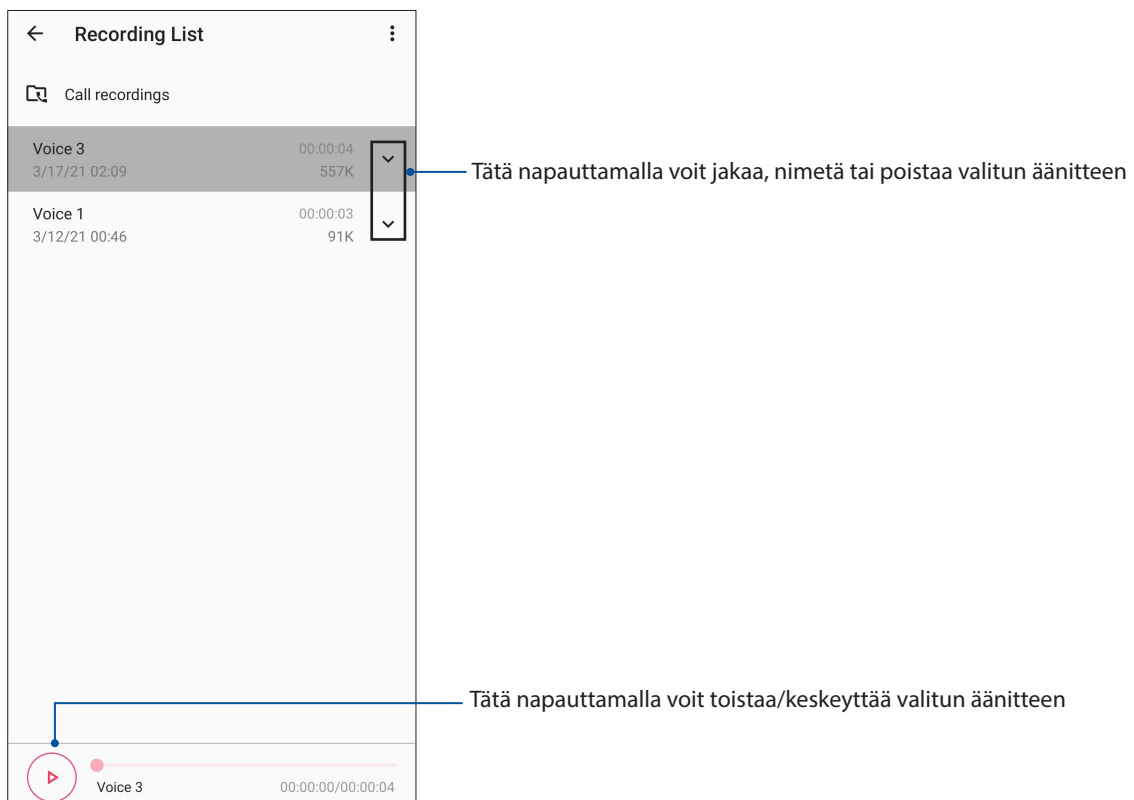 Recording List
Call recordings
Voice 3 00:00:04
3/17/21 02:09 557K
Tätä napauttamalla voit jakaa, nimetä tai poistaa valitun äänitteen
Voice 1 00:00:03
3/12/21 00:46 91K
Tätä napauttamalla voit toistaa/keskeyttää valitun äänitteen
Voice 3 00:00:00/00:00:04